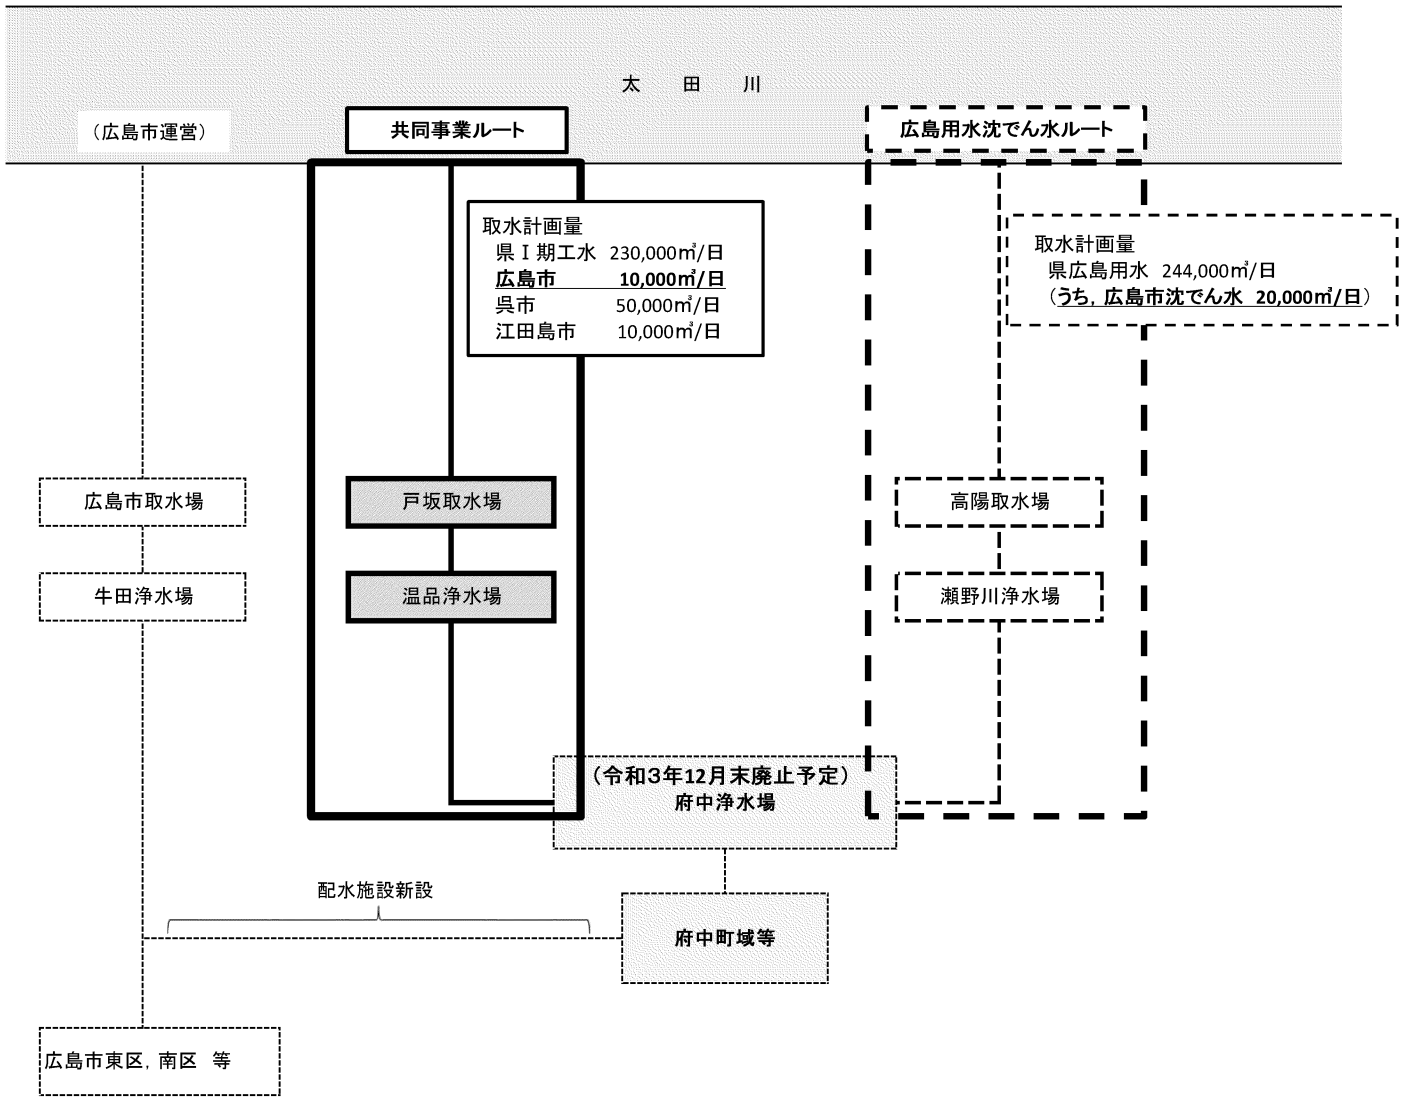 太　田　川
（広島市運営）
共同事業ルート
広島用水沈でん水ルート
取水計画量
県Ⅰ期工水 230,000㎥/日
広島市 10,000㎥/日
呉市 50,000㎥/日
江田島市 10,000㎥/日
取水計画量
県広島用水 244,000㎥/日
（うち，広島市沈でん水 20,000㎥/日）
広島市取水場
戸坂取水場
高陽取水場
牛田浄水場
温品浄水場
瀬野川浄水場
（令和３年12月末廃止予定）
府中浄水場
配水施設新設
府中町域等
広島市東区，南区　等